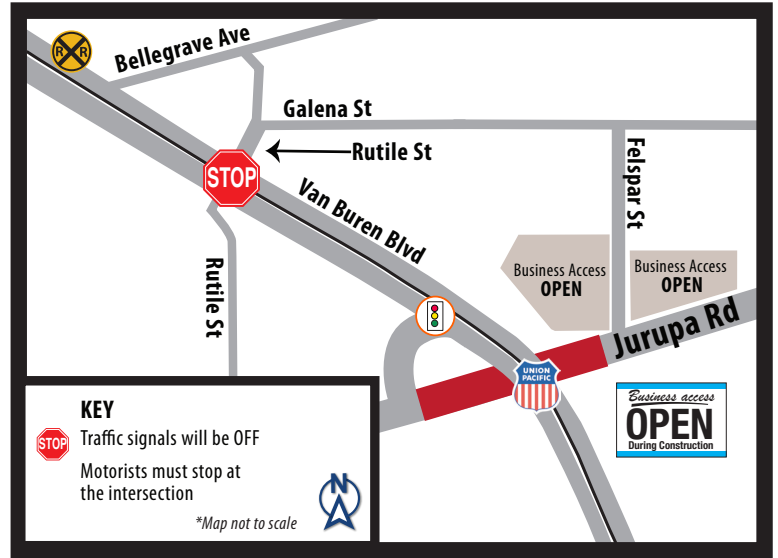 R R
Bellegrave Ave
Galena St
Rutile St
STOP
Felspar St
Van Buren Blvd
Rutile St
Business Access
OPEN
Business Access
OPEN
Jurupa Rd
UNION
PACIFIC
Business access
OPEN
During Construction
KEY
STOP
Traffic signals will be OFF
Motorists must stop at
the intersection
*Map not to scale
N